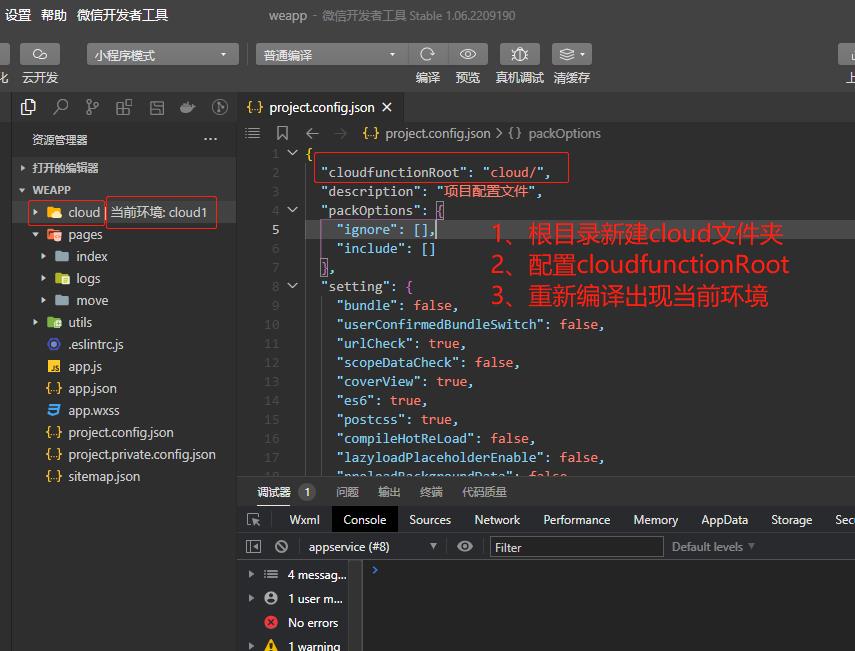 设置 帮助 微信开发者工具 weapp - 微信开发者工具 Stable 1.06.2209190
小程序模式 普通编译
云开发 编译 预览 真机调试 清缓存
project.config.json
资源管理器
project.config.json > {} packOptions
打开的编辑器
WEAPP
cloud | 当前环境: cloud1
pages
index
logs
move
utils
.eslintrc.js
app.js
app.json
app.wxss
project.config.json
project.private.config.json
sitemap.json
1 {
2 "cloudfunctionRoot": "cloud/",
3 "description": "项目配置文件",
4 "packOptions": {
5 "ignore": [],
6 "include": []
7 },
8 "setting": {
9 "bundle": false,
10 "userConfirmedBundleSwitch": false,
11 "urlCheck": true,
12 "scopeDataCheck": false,
13 "coverView": true,
14 "es6": true,
15 "postcss": true,
16 "compileHotReLoad": false,
17 "lazyloadPlaceholderEnable": false,
18 "preloadBackgroundData": false,
1、根目录新建cloud文件夹
2、配置cloudfunctionRoot
3、重新编译出现当前环境
调试器 1 问题 输出 终端 代码质量
Wxml Console Sources Network Performance Memory AppData Storage Sec
appservice (#8) Filter Default levels
4 messag...
1 user m...
No errors
1 warning